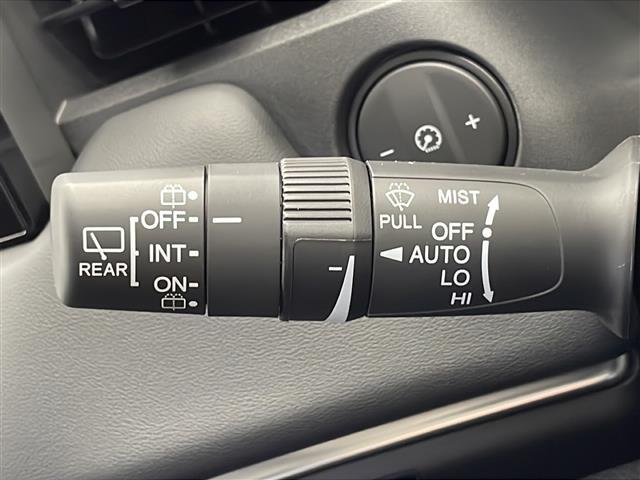 OFF
INT
ON
REAR
PULL
MIST
OFF
AUTO
LO
HI
+
-